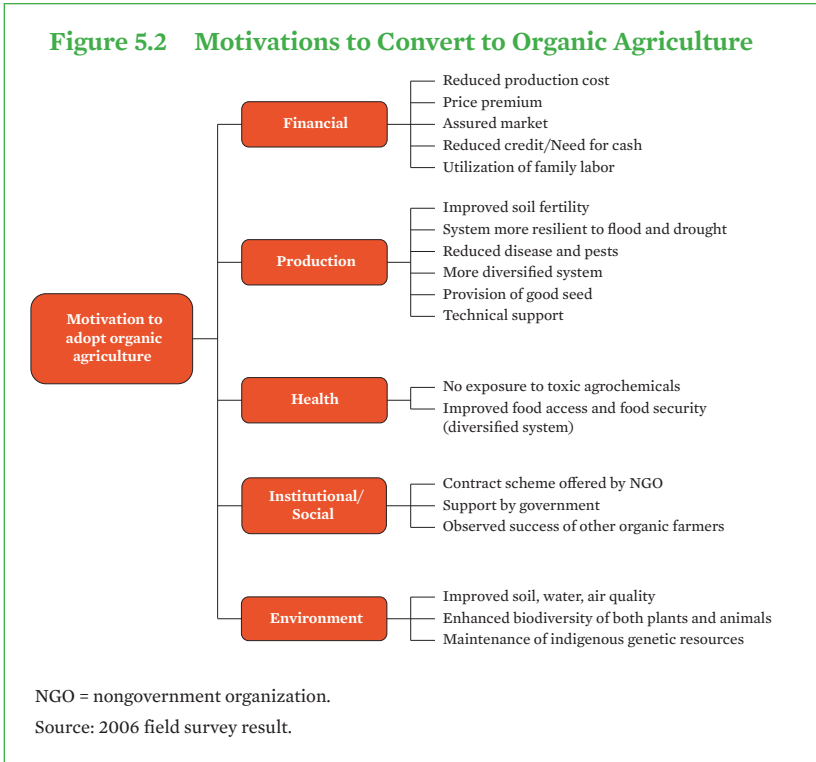 Figure 5.2 Motivations to Convert to Organic Agriculture
Motivation to
adopt organic
agriculture
Financial
Reduced production cost
Price premium
Assured market
Reduced credit/Need for cash
Utilization of family labor
Production
Improved soil fertility
System more resilient to flood and drought
Reduced disease and pests
More diversified system
Provision of good seed
Technical support
Health
No exposure to toxic agrochemicals
Improved food access and food security
(diversified system)
Institutional/
Social
Contract scheme offered by NGO
Support by government
Observed success of other organic farmers
Environment
Improved soil, water, air quality
Enhanced biodiversity of both plants and animals
Maintenance of indigenous genetic resources
NGO = nongovernment organization.
Source: 2006 field survey result.